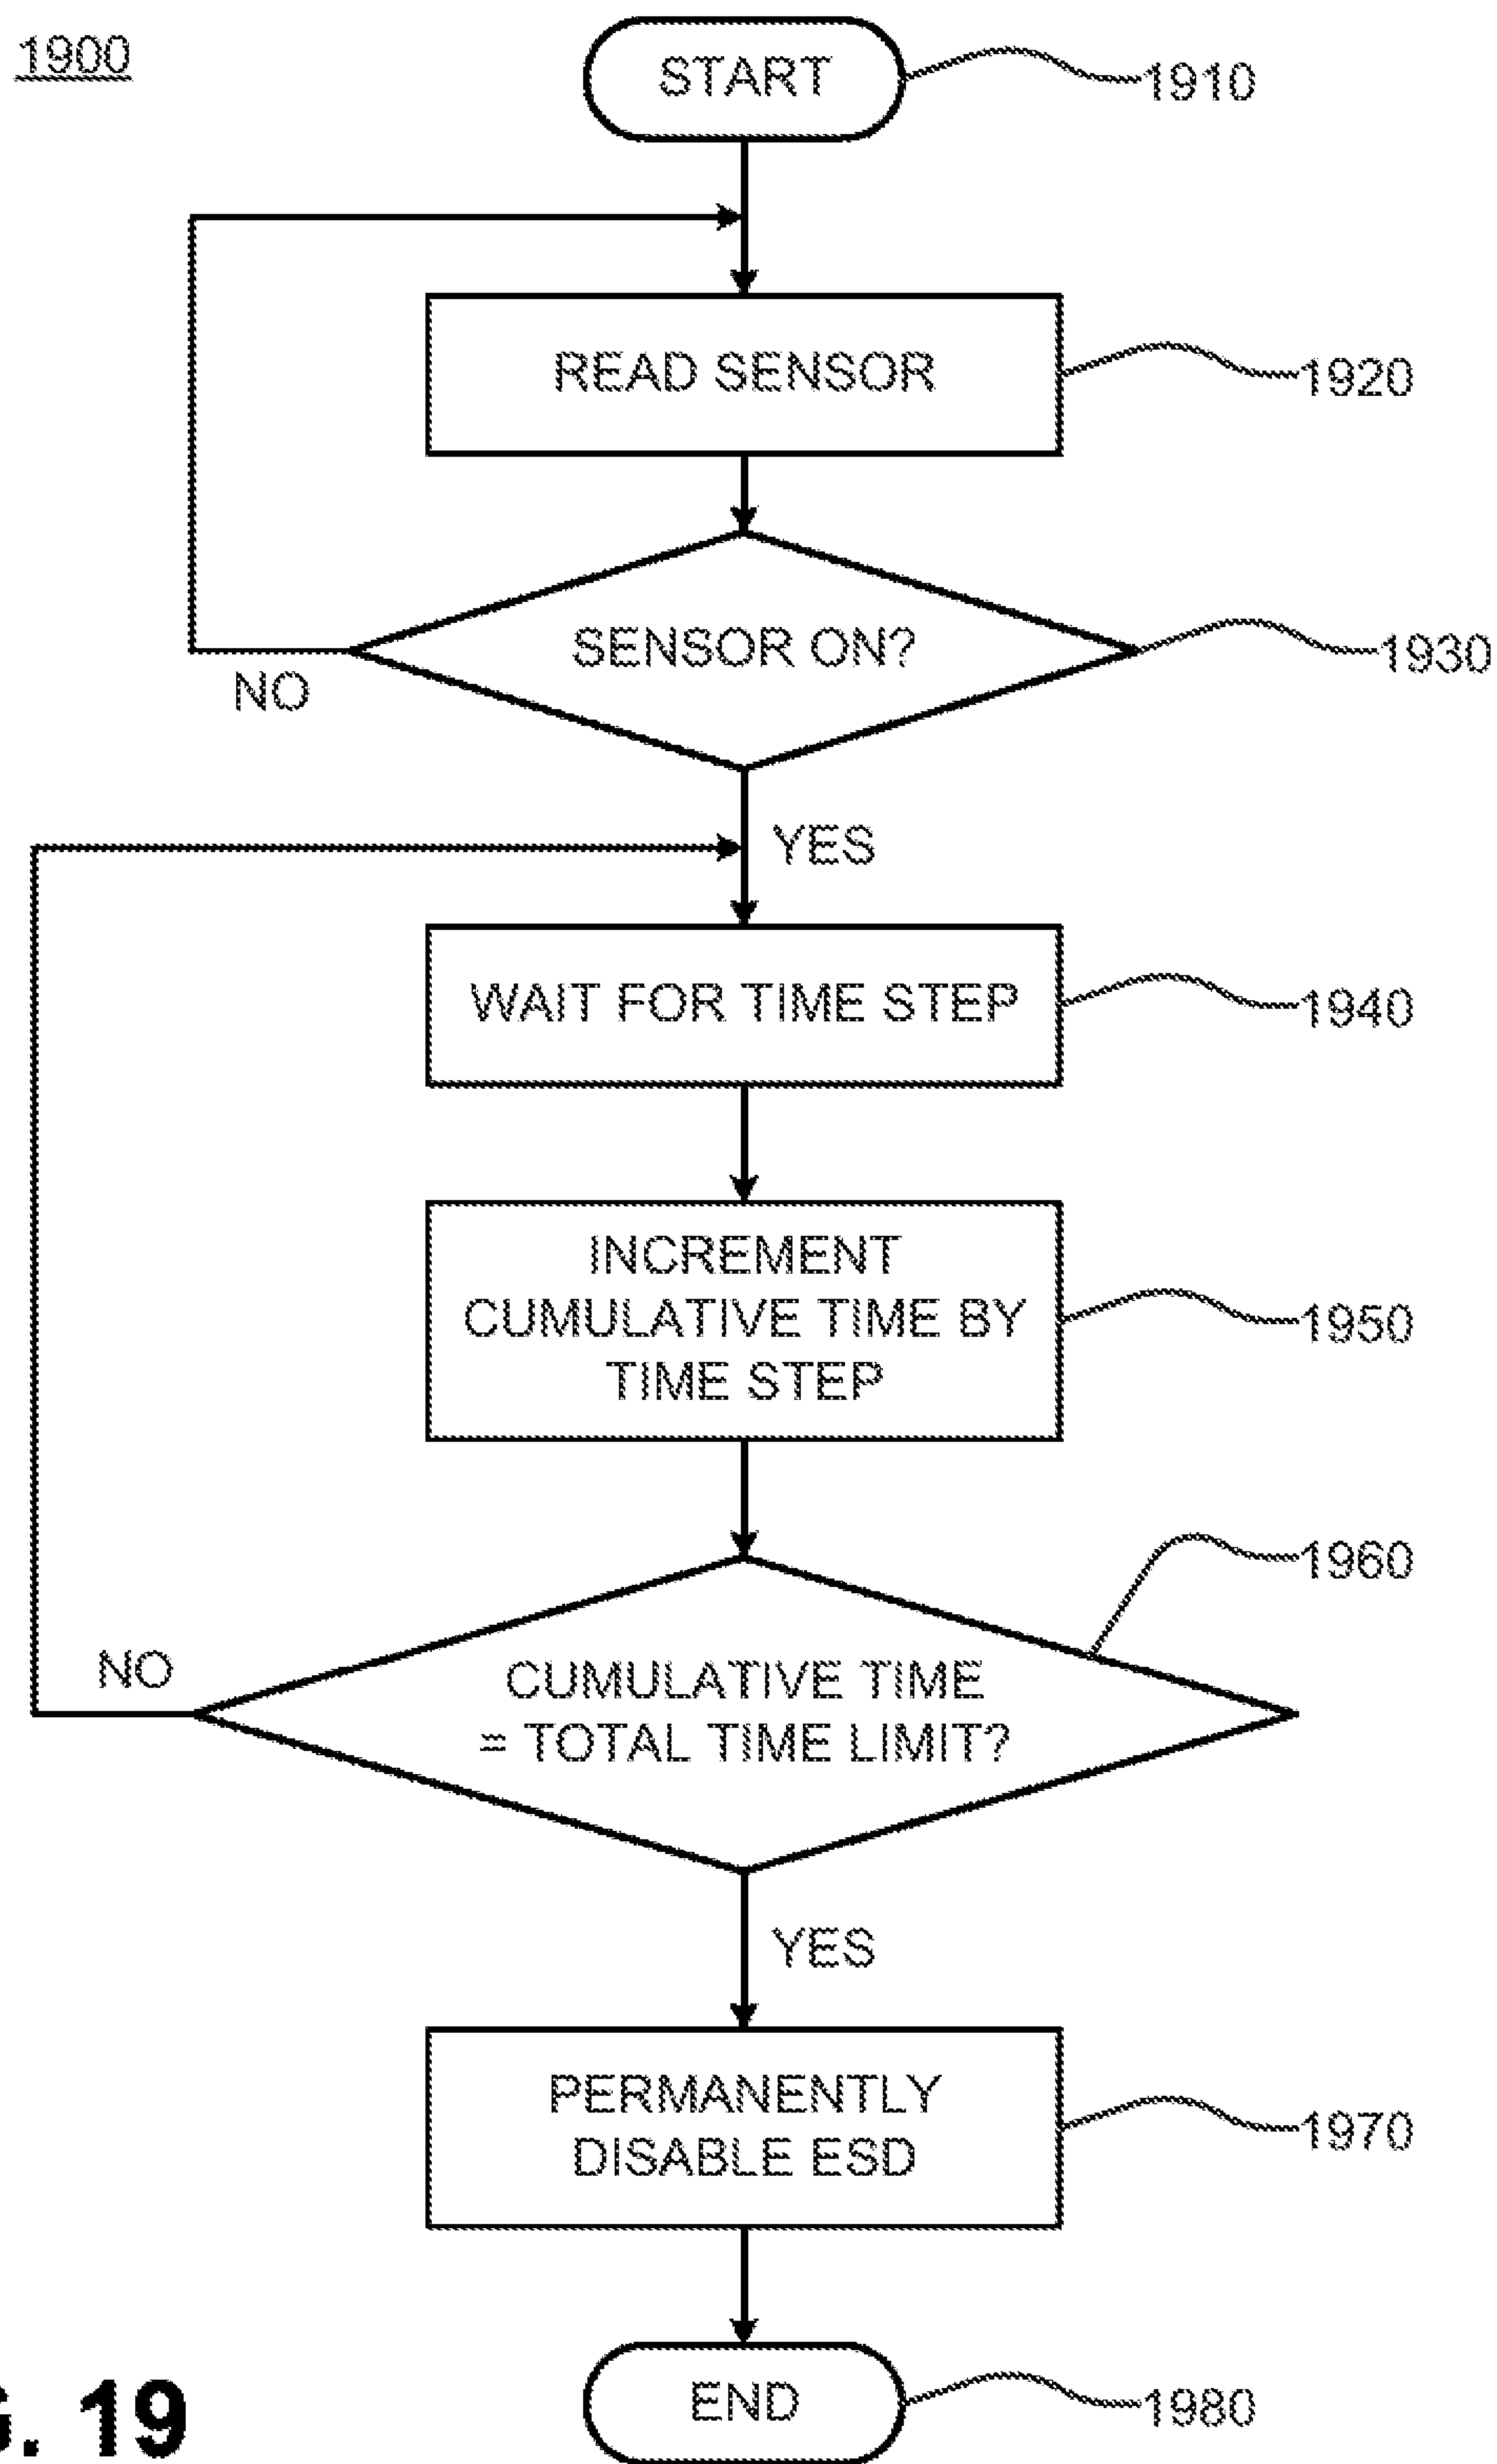 1900
START
1910
READ SENSOR
1920
SENSOR ON?
1930
NO
YES
WAIT FOR TIME STEP
1940
INCREMENT
CUMULATIVE TIME BY
TIME STEP
1950
1960
CUMULATIVE TIME
= TOTAL TIME LIMIT?
NO
YES
PERMANENTLY
DISABLE ESD
1970
END
1980
G. 19